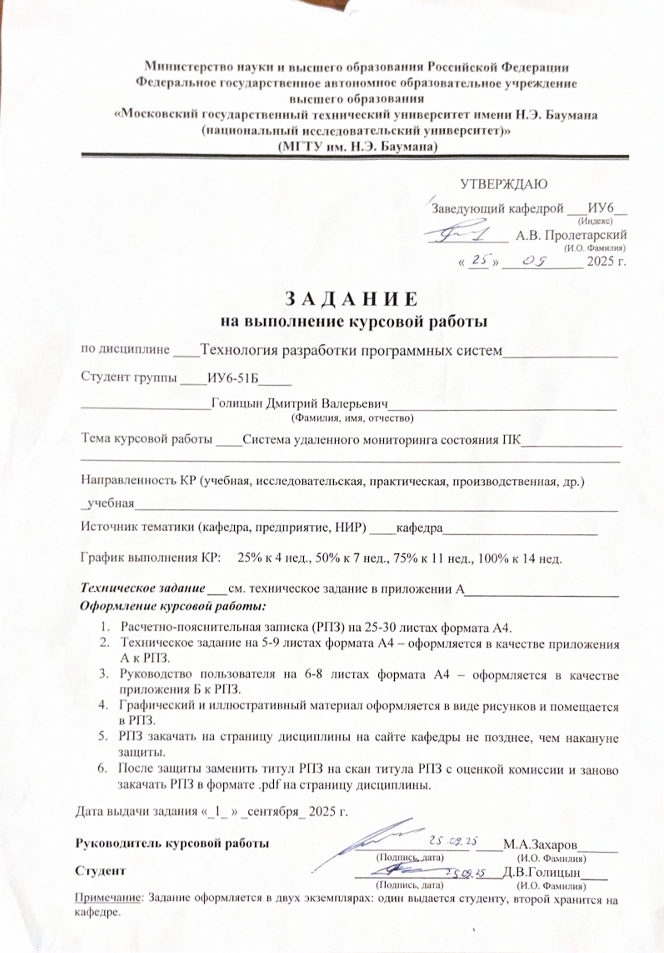 Министерство науки и высшего образования Российской Федерации
Федеральное государственное автономное образовательное учреждение
высшего образования
«Московский государственный технический университет имени Н.Э. Баумана
(национальный исследовательский университет)»
(МГТУ им. Н.Э. Баумана)
УТВЕРЖДАЮ
Заведующий кафедрой ___ИУ6__
(Индекс)
____________ А.В. Пролетарский
(И.О. Фамилия)
« 25 » 09 2025 г.
З А Д А Н И Е
на выполнение курсовой работы
по дисциплине ____Технология разработки программных систем________________
Студент группы ____ИУ6-51Б_____
___________________Голицын Дмитрий Валерьевич__________________________________
(Фамилия, имя, отчество)
Тема курсовой работы ____Система удаленного мониторинга состояния ПК_______________
Направленность КР (учебная, исследовательская, практическая, производственная, др.)
_учебная______________________________________________________________________
Источник тематики (кафедра, предприятие, НИР) ____кафедра_______________________
График выполнения КР: 25% к 4 нед., 50% к 7 нед., 75% к 11 нед., 100% к 14 нед.
Техническое задание ___см. техническое задание в приложении А_______________________
Оформление курсовой работы:
1. Расчетно-пояснительная записка (РПЗ) на 25-30 листах формата А4.
2. Техническое задание на 5-9 листах формата А4 – оформляется в качестве приложения
А к РПЗ.
3. Руководство пользователя на 6-8 листах формата А4 – оформляется в качестве
приложения Б к РПЗ.
4. Графический и иллюстративный материал оформляется в виде рисунков и помещается
в РПЗ.
5. РПЗ закачать на страницу дисциплины на сайте кафедры не позднее, чем накануне
защиты.
6. После защиты заменить титул РПЗ на скан титула РПЗ с оценкой комиссии и заново
закачать РПЗ в формате .pdf на страницу дисциплины.
Дата выдачи задания «_1_ » _сентября_ 2025 г.
Руководитель курсовой работы 25.09.25 ____М.А.Захаров______
(Подпись, дата) (И.О. Фамилия)
Студент 25.09.25 Д.В.Голицын____
(Подпись, дата) (И.О. Фамилия)
Примечание: Задание оформляется в двух экземплярах: один выдается студенту, второй хранится на
кафедре.